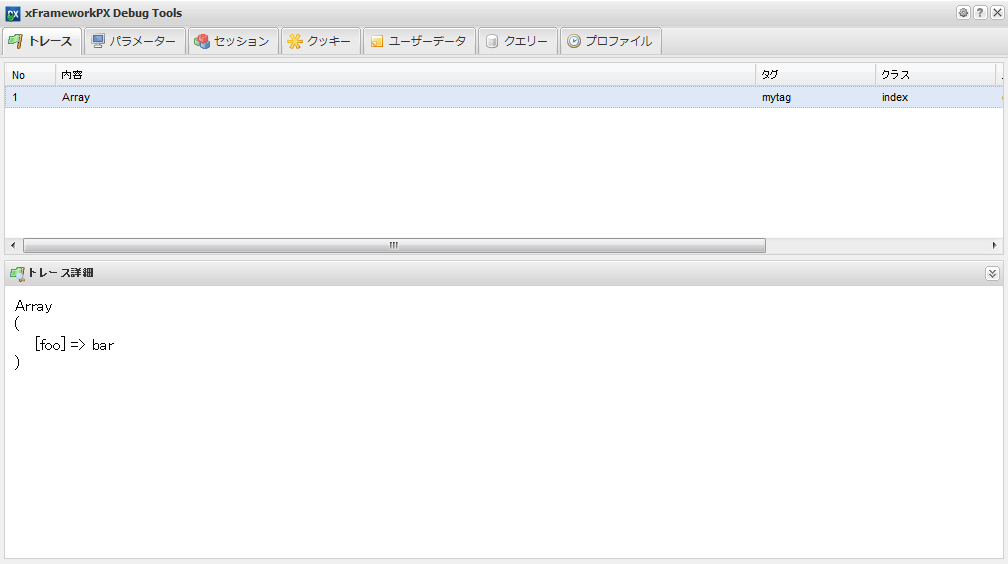 xFrameworkPX Debug Tools
トレース パラメーター セッション クッキー ユーザーデータ クエリー プロファイル
No 内容 タグ クラス
1 Array mytag index
トレース詳細
Array
(
[foo] => bar
)